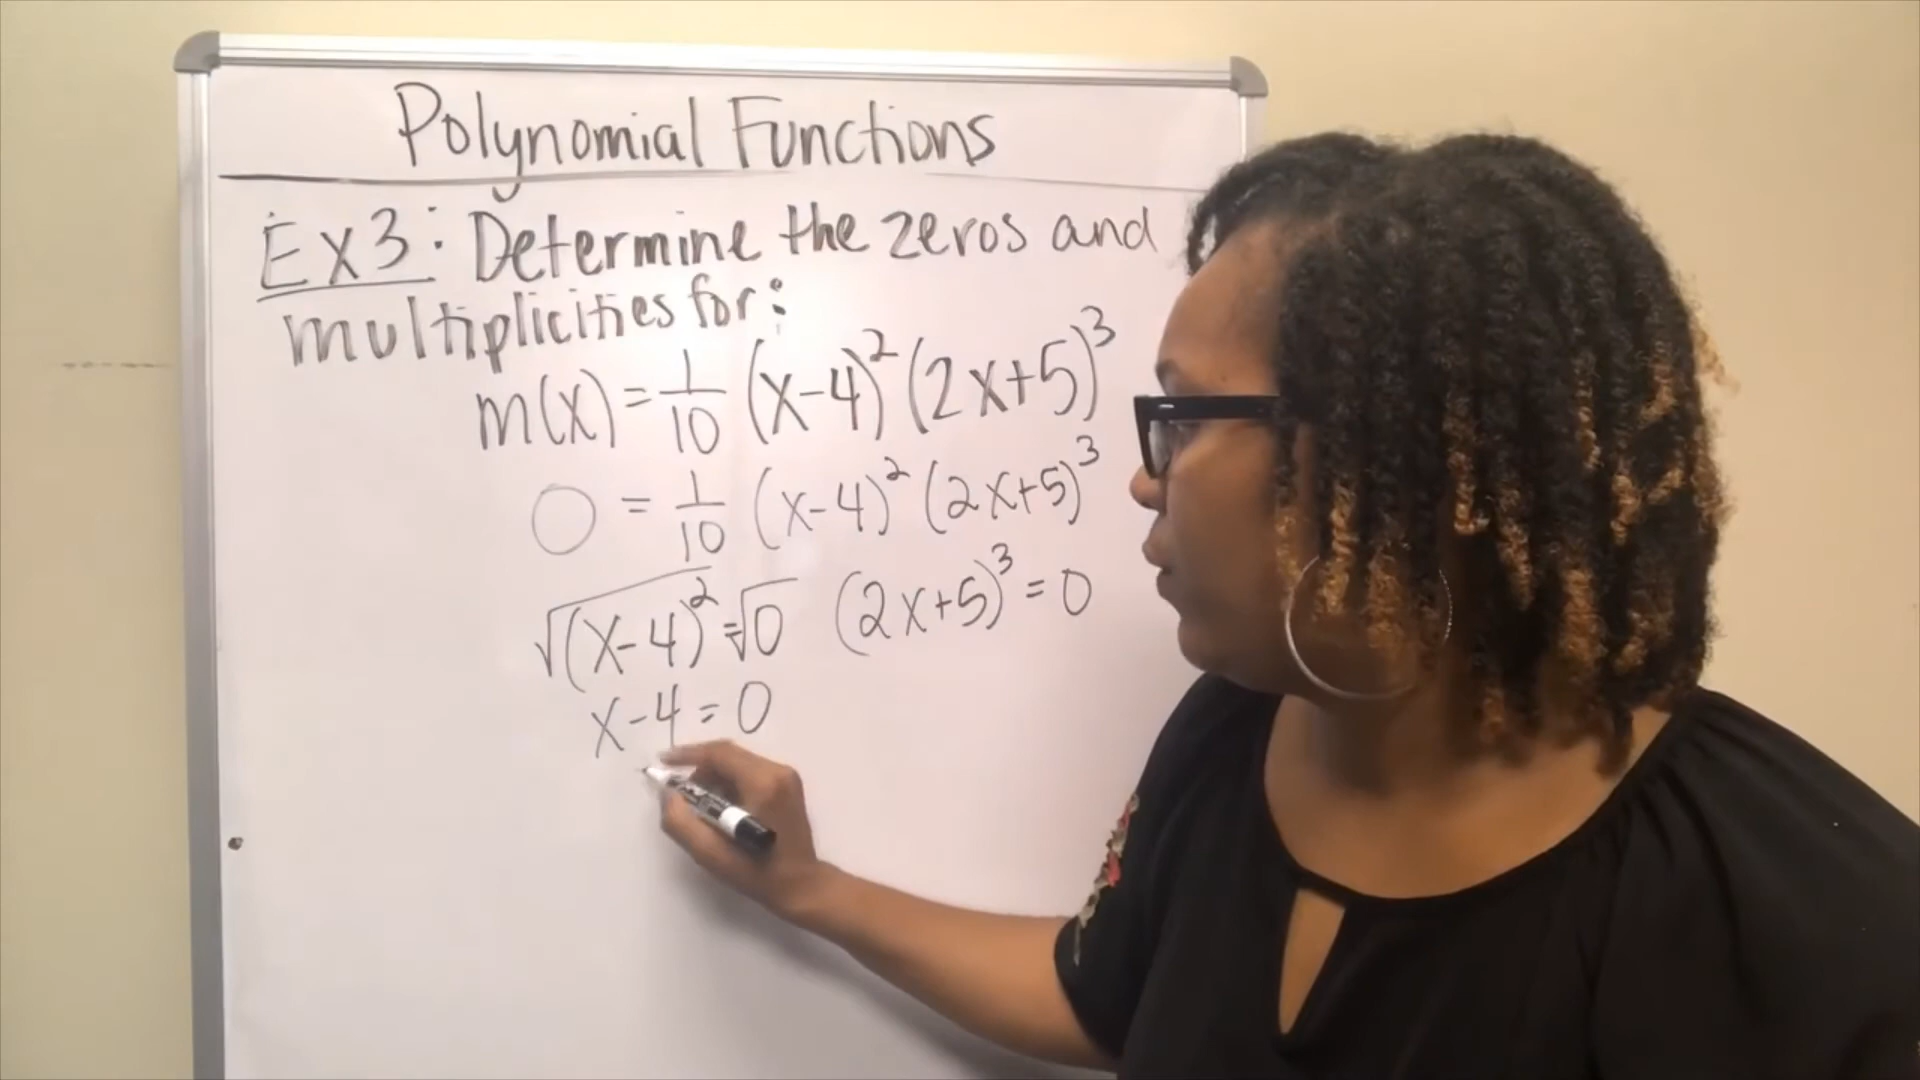 Polynomial Functions
Ex3: Determine the zeros and
multiplicities for:
m(x) = 1/10 (x-4)² (2x+5)³
0 = 1/10 (x-4)² (2x+5)³
√(x-4)² = √0 (2x+5)³ = 0
x-4 = 0